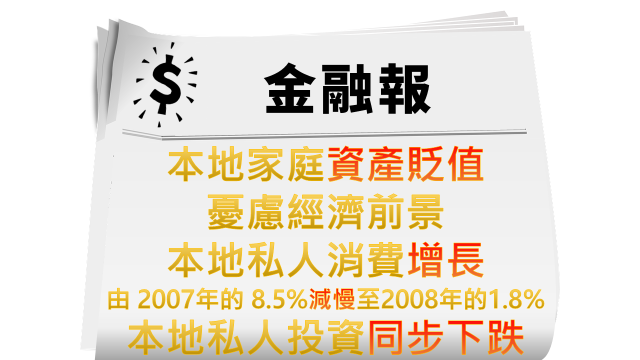 $
金融報
本地家庭資產貶值
憂慮經濟前景
本地私人消費增長
由 2007年的 8.5%減慢至2008年的1.8%
本地私人投資同步下跌